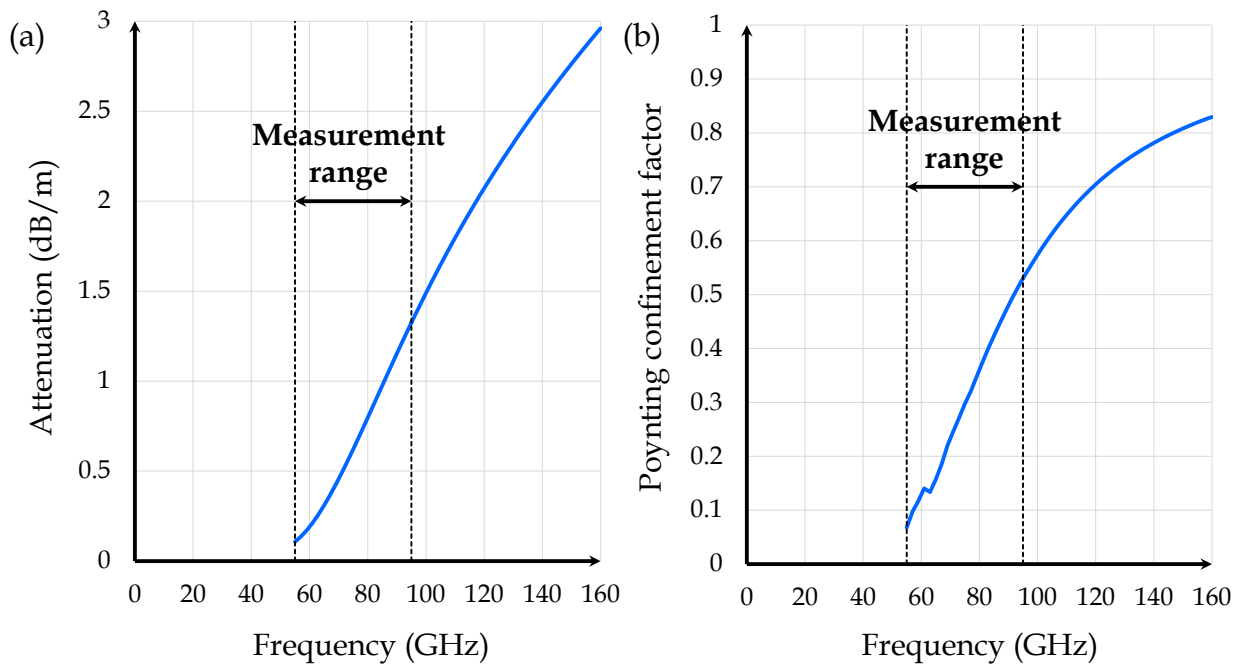 (a)
3
2.5
2
1.5
1
0.5
0
Attenuation (dB/m)
Measurement
range
0 20 40 60 80 100 120 140 160
Frequency (GHz)
(b)
1
0.9
0.8
0.7
0.6
0.5
0.4
0.3
0.2
0.1
0
Poynting confinement factor
Measurement
range
0 20 40 60 80 100 120 140 160
Frequency (GHz)